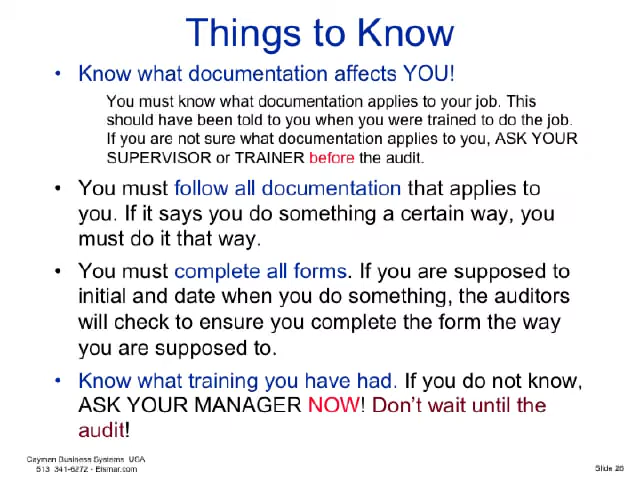 Things to Know
• Know what documentation affects YOU!
You must know what documentation applies to your job. This
should have been told to you when you were trained to do the job.
If you are not sure what documentation applies to you, ASK YOUR
SUPERVISOR or TRAINER before the audit.
• You must follow all documentation that applies to
you. If it says you do something a certain way, you
must do it that way.
• You must complete all forms. If you are supposed to
initial and date when you do something, the auditors
will check to ensure you complete the form the way
you are supposed to.
• Know what training you have had. If you do not know,
ASK YOUR MANAGER NOW! Don't wait until the
audit!
Cayman Business Systems USA
513 341-6272 - Elsmar.com
Slide 26